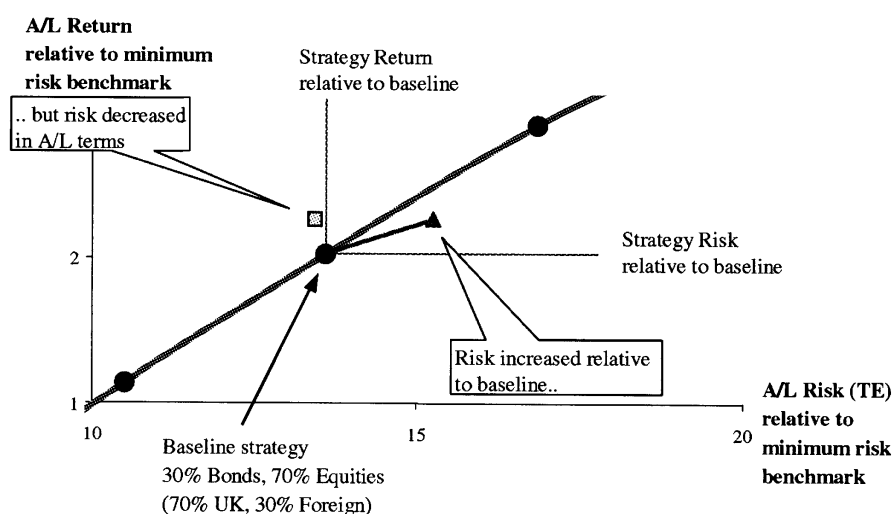 A/L Return
relative to minimum
risk benchmark
Strategy Return
relative to baseline
.. but risk decreased
in A/L terms
Strategy Risk
relative to baseline
2
Risk increased relative
to baseline..
1
10
15
20
A/L Risk (TE)
relative to
minimum risk
benchmark
Baseline strategy
30% Bonds, 70% Equities
(70% UK, 30% Foreign)